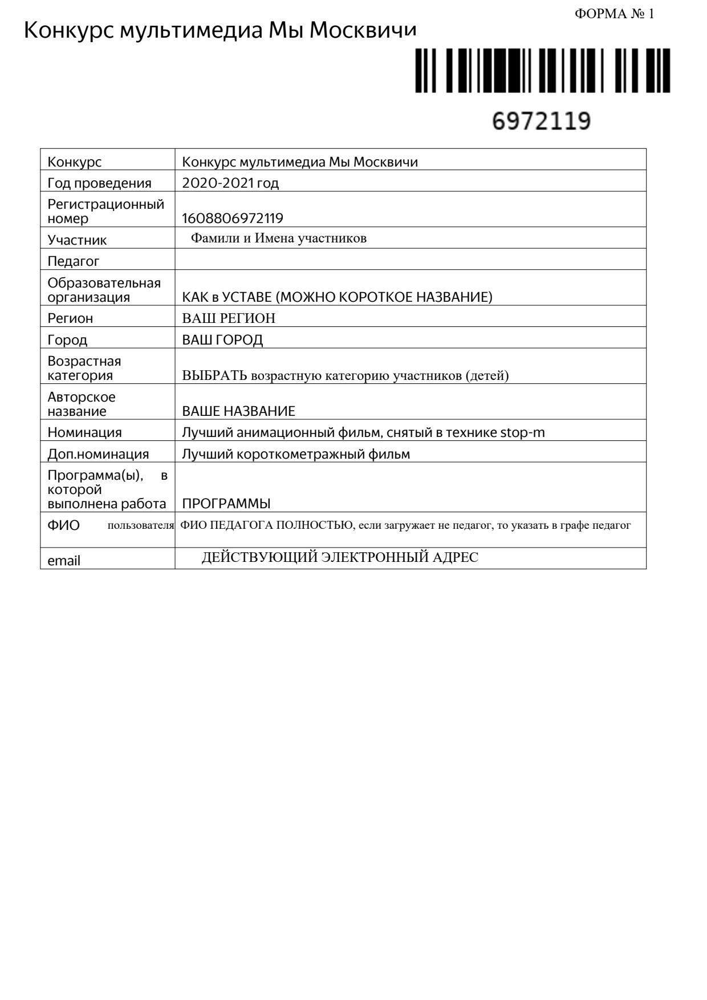 ФОРМА № 1
Конкурс мультимедиа Мы Москвичи
6972119
Конкурс Конкурс мультимедиа Мы Москвичи
Год проведения 2020-2021 год
Регистрационный
номер 1608806972119
Участник Фамили и Имена участников
Педагог
Образовательная
организация КАК в УСТАВЕ (МОЖНО КОРОТКОЕ НАЗВАНИЕ)
Регион ВАШ РЕГИОН
Город ВАШ ГОРОД
Возрастная
категория ВЫБРАТЬ возрастную категорию участников (детей)
Авторское
название ВАШЕ НАЗВАНИЕ
Номинация Лучший анимационный фильм, снятый в технике stop-m
Доп.номинация Лучший короткометражный фильм
Программа(ы), в
которой
выполнена работа ПРОГРАММЫ
ФИО пользователя ФИО ПЕДАГОГА ПОЛНОСТЬЮ, если загружает не педагог, то указать в графе педагог
email ДЕЙСТВУЮЩИЙ ЭЛЕКТРОННЫЙ АДРЕС